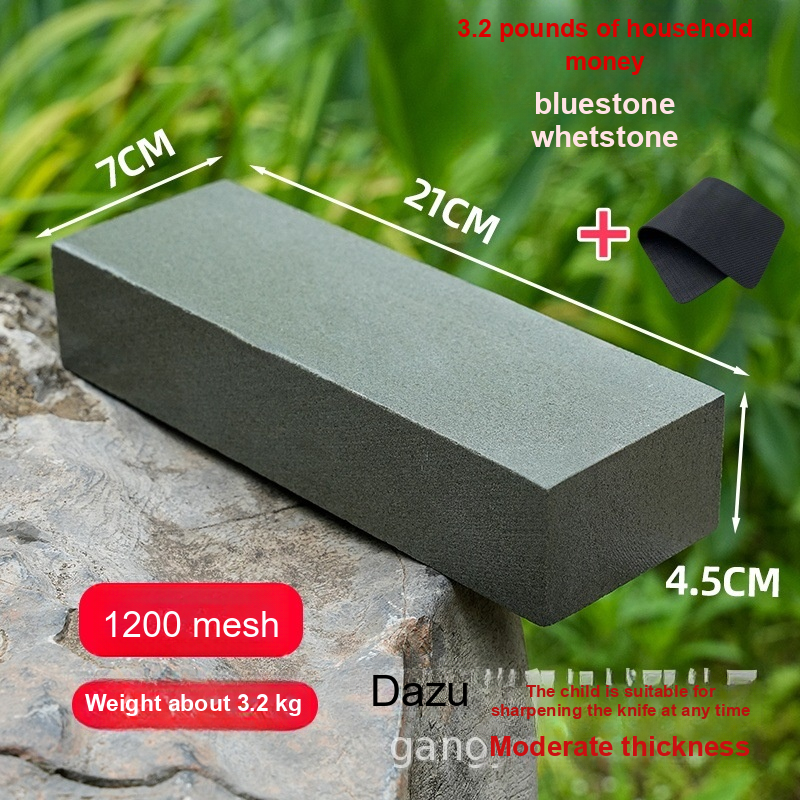 3.2 pounds of household
money
bluestone
whetstone
7CM
21CM
4.5CM
1200 mesh
Weight about 3.2 kg
Dazu
The child is suitable for
sharpening the knife at any time
gang
Moderate thickness